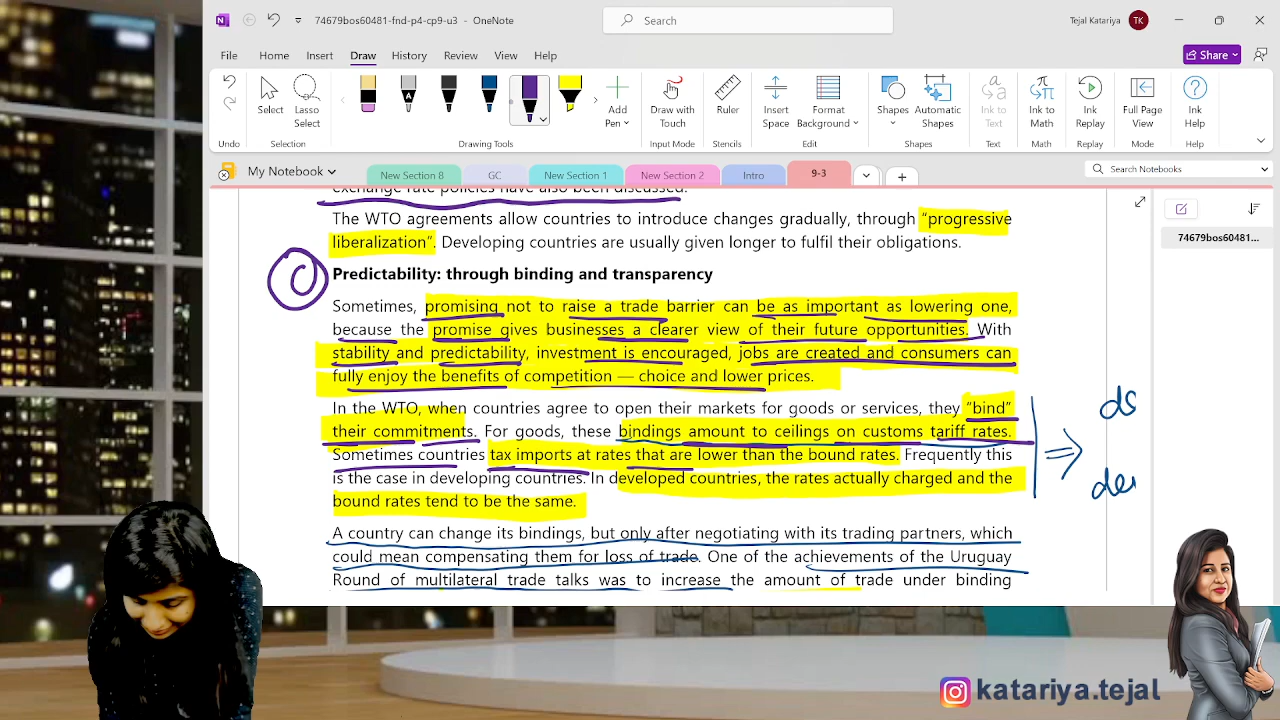 74679bos60481-fnd-p4-cp9-u3 - OneNote
Search
Tejal Katariya TK
File Home Insert Draw History Review View Help
Share
Select
Lasso Select
Add Pen
Draw with Touch
Ruler
Insert Space
Format Background
Shapes
Automatic Shapes
Ink to Text
Ink to Math
Ink Replay
Full Page View
Ink Help
Undo Selection Drawing Tools Input Mode Stencils Edit Shapes Math Replay Mode Help
My Notebook New Section 8 GC New Section 1 New Section 2 Intro 9-3 Search Notebooks
exchange rate policies have also been discussed.
The WTO agreements allow countries to introduce changes gradually, through “progressive
liberalization”. Developing countries are usually given longer to fulfil their obligations.
74679bos60481...
Predictability: through binding and transparency
Sometimes, promising not to raise a trade barrier can be as important as lowering one,
because the promise gives businesses a clearer view of their future opportunities. With
stability and predictability, investment is encouraged, jobs are created and consumers can
fully enjoy the benefits of competition — choice and lower prices.
In the WTO, when countries agree to open their markets for goods or services, they “bind”
their commitments. For goods, these bindings amount to ceilings on customs tariff rates.
Sometimes countries tax imports at rates that are lower than the bound rates. Frequently this
is the case in developing countries. In developed countries, the rates actually charged and the
bound rates tend to be the same.
A country can change its bindings, but only after negotiating with its trading partners, which
could mean compensating them for loss of trade. One of the achievements of the Uruguay
Round of multilateral trade talks was to increase the amount of trade under binding
katariya.tejal